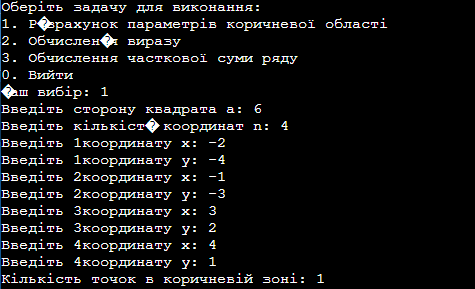 Оберіть задачу для виконання:
1. Р�зрахунок параметрів коричневої області
2. Обчислен�я виразу
3. Обчислення часткової суми ряду
0. Вийти
�аш вибір: 1
Введіть сторону квадрата a: 6
Введіть кількіст� координат n: 4
Введіть 1координату x: -2
Введіть 1координату y: -4
Введіть 2координату x: -1
Введіть 2координату y: -3
Введіть 3координату x: 3
Введіть 3координату y: 2
Введіть 4координату x: 4
Введіть 4координату y: 1
Кількість точок в коричневій зоні: 1